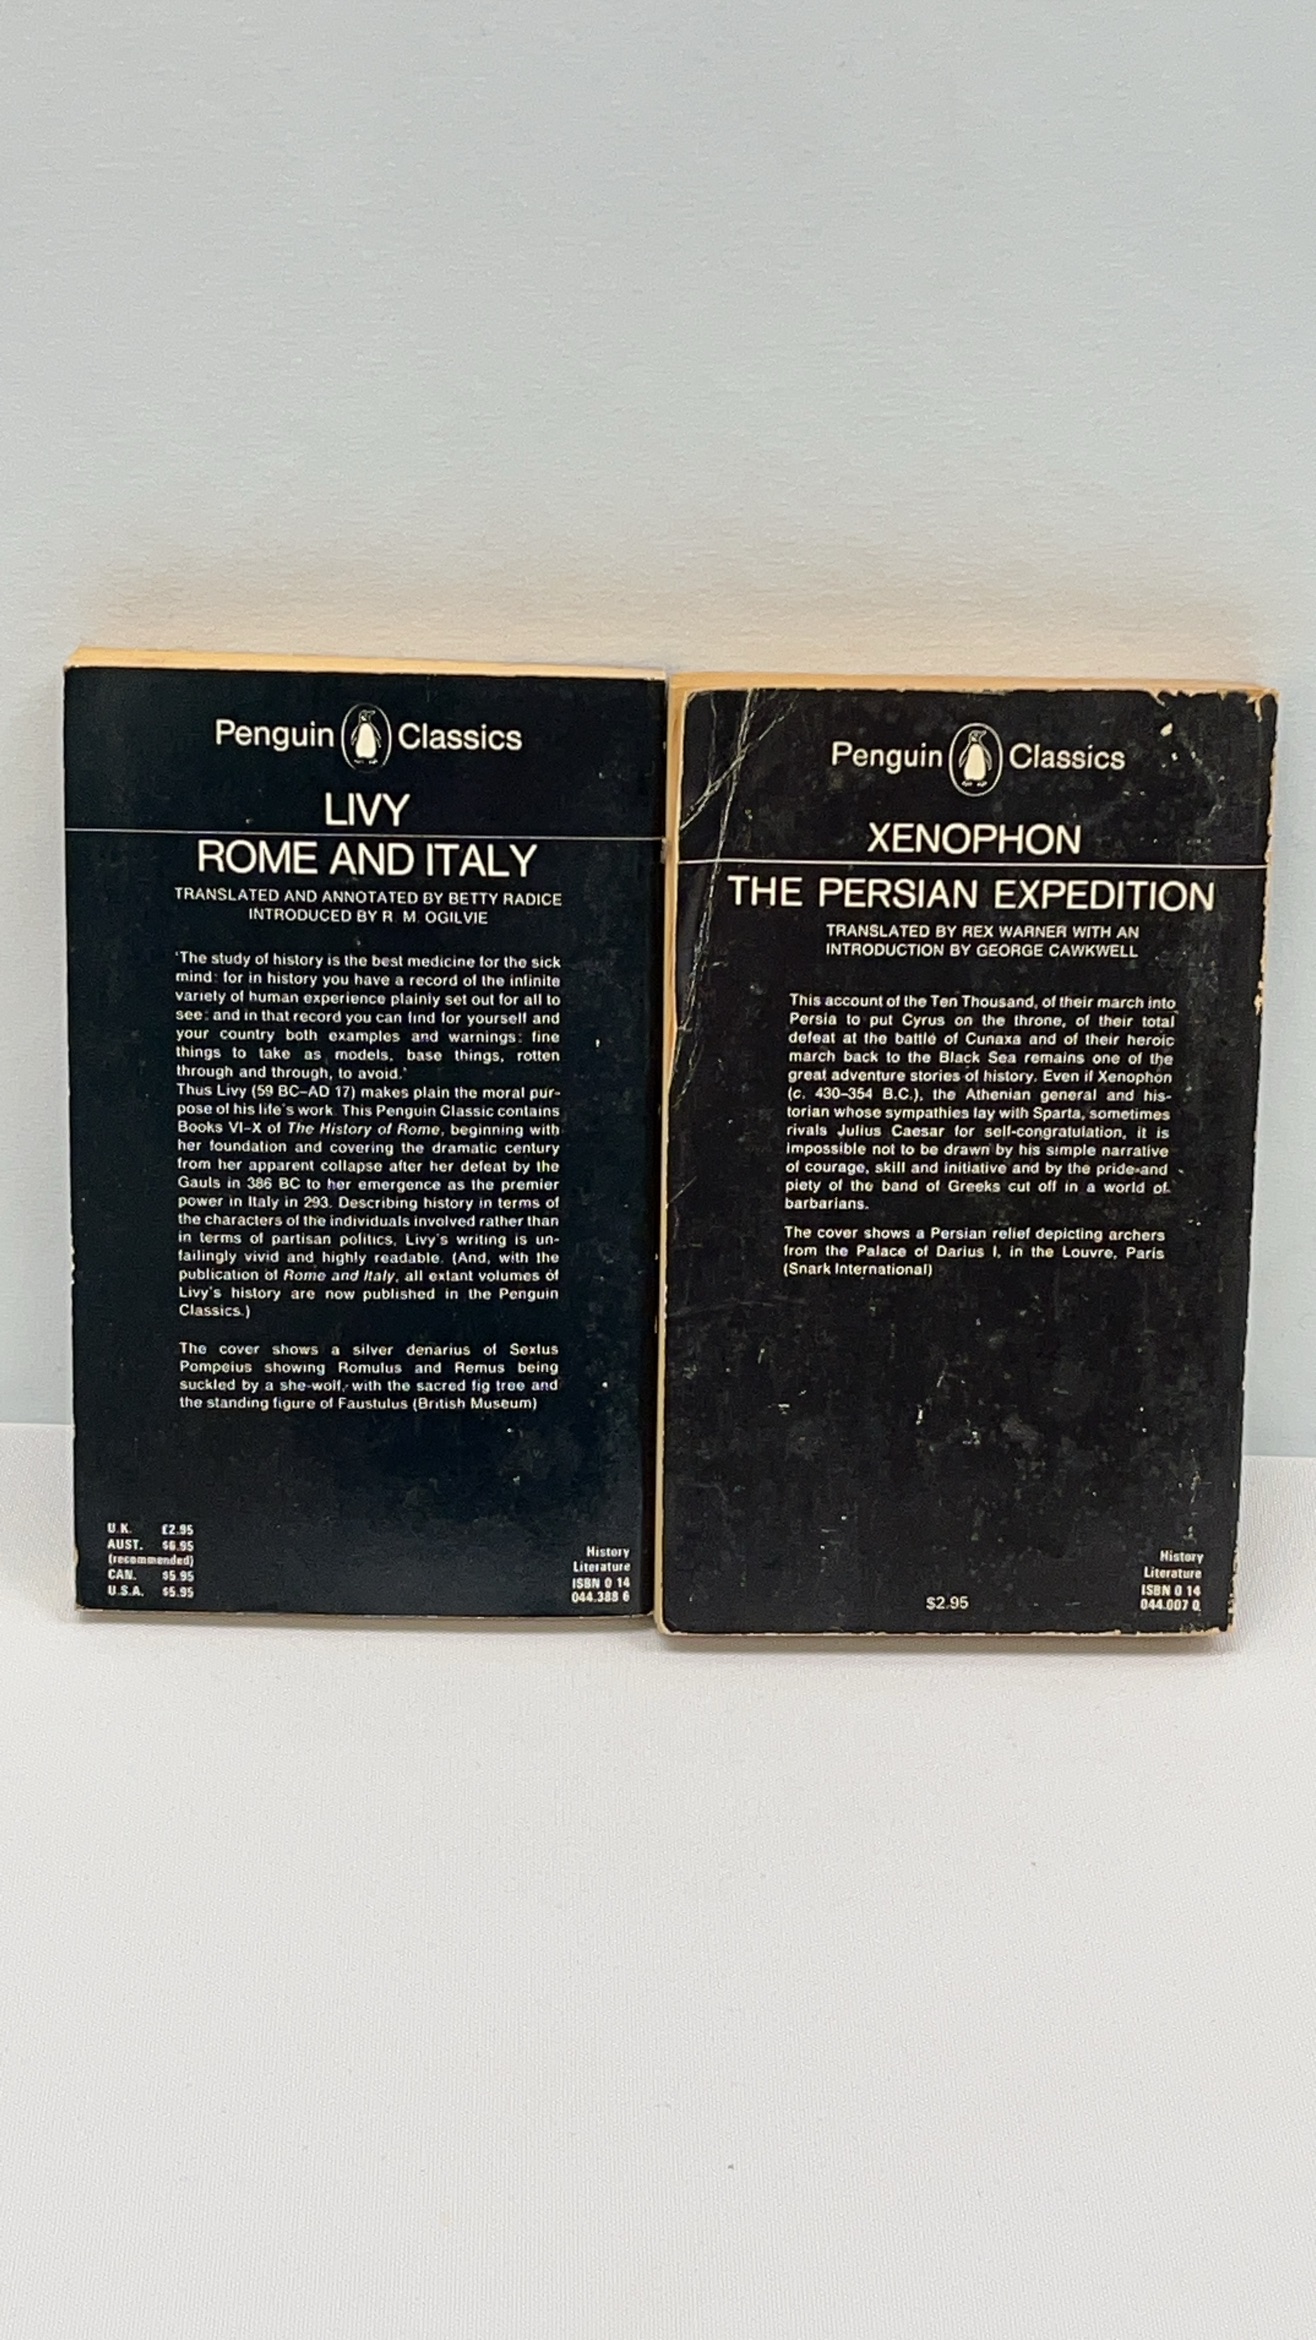 Penguin Classics
LIVY
ROME AND ITALY
TRANSLATED AND ANNOTATED BY BETTY RADICE
INTRODUCED BY R. M. OGILVIE
'The study of history is the best medicine for the sick
mind: for in history you have a record of the infinite
variety of human experience plainly set out for all to
see: and in that record you can find for yourself and
your country both examples and warnings: fine
things to take as models, base things, rotten
through and through, to avoid.'
Thus Livy (59 BC–AD 17) makes plain the moral pur-
pose of his life's work. This Penguin Classic contains
Books VI–X of The History of Rome, beginning with
her foundation and covering the dramatic century
from her apparent collapse after her defeat by the
Gauls in 386 BC to her emergence as the premier
power in Italy in 293. Describing history in terms of
the characters of the individuals involved rather than
in terms of partisan politics, Livy's writing is un-
failingly vivid and highly readable. (And, with the
publication of Rome and Italy, all extant volumes of
Livy's history are now published in the Penguin
Classics.)
The cover shows a silver denarius of Sextus
Pompeius showing Romulus and Remus being
suckled by a she-wolf, with the sacred fig tree and
the standing figure of Faustulus (British Museum)
U.K. £2.95
AUST. $6.95
(recommended)
CAN. $5.95
U.S.A. $5.95
History
Literature
ISBN 0 14
044.388 6
Penguin Classics
XENOPHON
THE PERSIAN EXPEDITION
TRANSLATED BY REX WARNER WITH AN
INTRODUCTION BY GEORGE CAWKWELL
This account of the Ten Thousand, of their march into
Persia to put Cyrus on the throne, of their total
defeat at the battle of Cunaxa and of their heroic
march back to the Black Sea remains one of the
great adventure stories of history. Even if Xenophon
(c. 430–354 B.C.), the Athenian general and his-
torian whose sympathies lay with Sparta, sometimes
rivals Julius Caesar for self-congratulation, it is
impossible not to be drawn by his simple narrative
of courage, skill and initiative and by the pride and
piety of the band of Greeks cut off in a world of
barbarians.
The cover shows a Persian relief depicting archers
from the Palace of Darius I, in the Louvre, Paris
(Snark International)
$2.95
History
Literature
ISBN 0 14
044.007 0